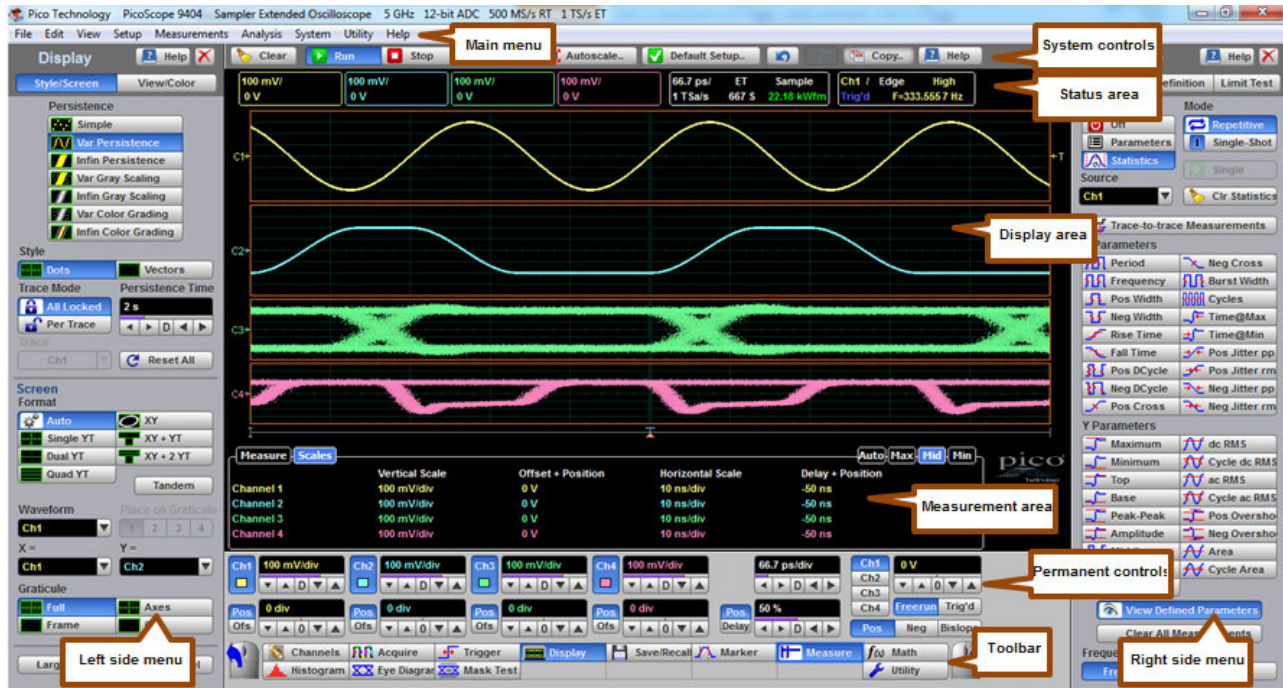 Pico Technology PicoScope 9404 Sampler Extended Oscilloscope 5 GHz 12-bit ADC 500 MS/s RT 1 TS/s ET
File Edit View Setup Measurements Analysis System Utility Help
Main menu
System controls
Display Help
Clear Run Stop Autoscale.. Default Setup.. Copy.. Help
Help
Style/Screen View/Color
100 mV/ 100 mV/ 100 mV/ 100 mV/ 66.7 ps/ ET Sample Ch1 / Edge High
0 V 0 V 0 V 0 V 1 TSa/s 667 S 22.18 kWfm Trig'd F=333.555 7 Hz
Status area
Limit Test
Persistence
Simple
Var Persistence
Infin Persistence
Var Gray Scaling
Infin Gray Scaling
Var Color Grading
Infin Color Grading
Style
Dots Vectors
Trace Mode Persistence Time
All Locked 2 s
Per Trace D
Trace
Ch1 Reset All
Screen
Format
Auto XY
Single YT XY + YT
Dual YT XY + 2 YT
Quad YT
Tandem
Waveform Place on Graticule
Ch1 1 2 3 4
X = Y =
Ch1 Ch2
Graticule
Full Axes
Frame
Left side menu
C1
T
C2
C3
C4
T
Display area
Measure Scales Auto Max Mid Min
Vertical Scale Offset + Position Horizontal Scale Delay + Position
Channel 1 100 mV/div 0 V 10 ns/div -50 ns
Channel 2 100 mV/div 0 V 10 ns/div -50 ns
Channel 3 100 mV/div 0 V 10 ns/div -50 ns
Channel 4 100 mV/div 0 V 10 ns/div -50 ns
Measurement area
pico
Technology
Ch1 100 mV/div Ch2 100 mV/div Ch3 100 mV/div Ch4 100 mV/div 66.7 ps/div Ch1 0 V
D D D D D Ch2 0
Ch3
Pos 0 div Pos 0 div Pos 0 div Pos 0 div Pos 50 % Ch4 Freerun Trig'd
Ofs 0 Ofs 0 Ofs 0 Ofs 0 Delay D Pos Neg Bislope
Permanent controls
Channels Acquire Trigger Display Save/Recall Marker Measure f(x) Math
Histogram Eye Diagrar Mask Test Utility
Toolbar
Mode
Off Repetitive
Parameters 1 Single-Shot
Statistics
Single
Source
Ch1 Clr Statistics
Trace-to-trace Measurements
Parameters
Period Neg Cross
Frequency Burst Width
Pos Width Cycles
Neg Width Time@Max
Rise Time Time@Min
Fall Time Pos Jitter pp
Pos DCycle Pos Jitter rm
Neg DCycle Neg Jitter pp
Pos Cross Neg Jitter rm
Y Parameters
Maximum dc RMS
Minimum Cycle dc RMS
Top ac RMS
Base Cycle ac RMS
Peak-Peak Pos Oversho
Amplitude Neg Oversho
Area
Cycle Area
View Defined Parameters
Right side menu